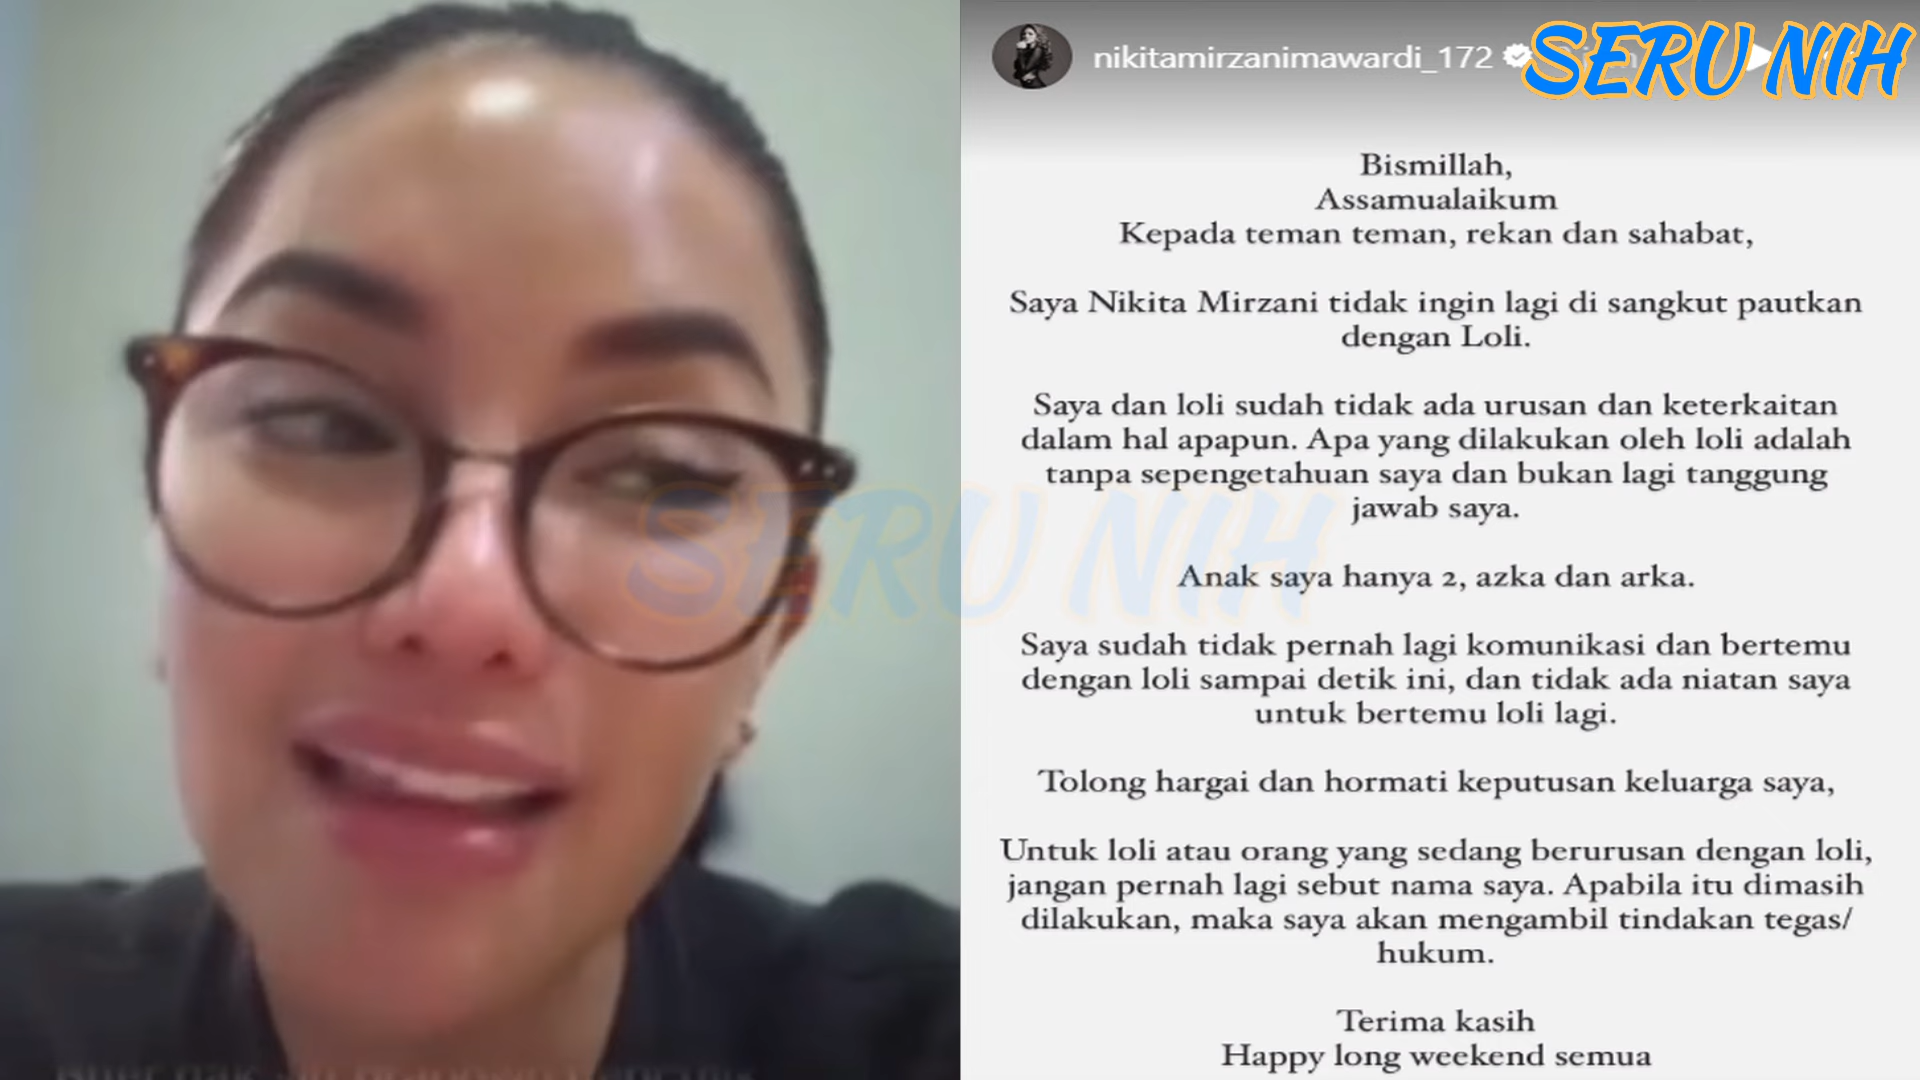 nikitamirzanimawardi_172
SERU NIH
Bismillah,
Assamualaikum
Kepada teman teman, rekan dan sahabat,
Saya Nikita Mirzani tidak ingin lagi di sangkut pautkan
dengan Loli.
Saya dan loli sudah tidak ada urusan dan keterkaitan
dalam hal apapun. Apa yang dilakukan oleh loli adalah
tanpa sepengetahuan saya dan bukan lagi tanggung
jawab saya.
Anak saya hanya 2, azka dan arka.
Saya sudah tidak pernah lagi komunikasi dan bertemu
dengan loli sampai detik ini, dan tidak ada niatan saya
untuk bertemu loli lagi.
Tolong hargai dan hormati keputusan keluarga saya,
Untuk loli atau orang yang sedang berurusan dengan loli,
jangan pernah lagi sebut nama saya. Apabila itu dimasih
dilakukan, maka saya akan mengambil tindakan tegas/
hukum.
Terima kasih
Happy long weekend semua
SERU NIH